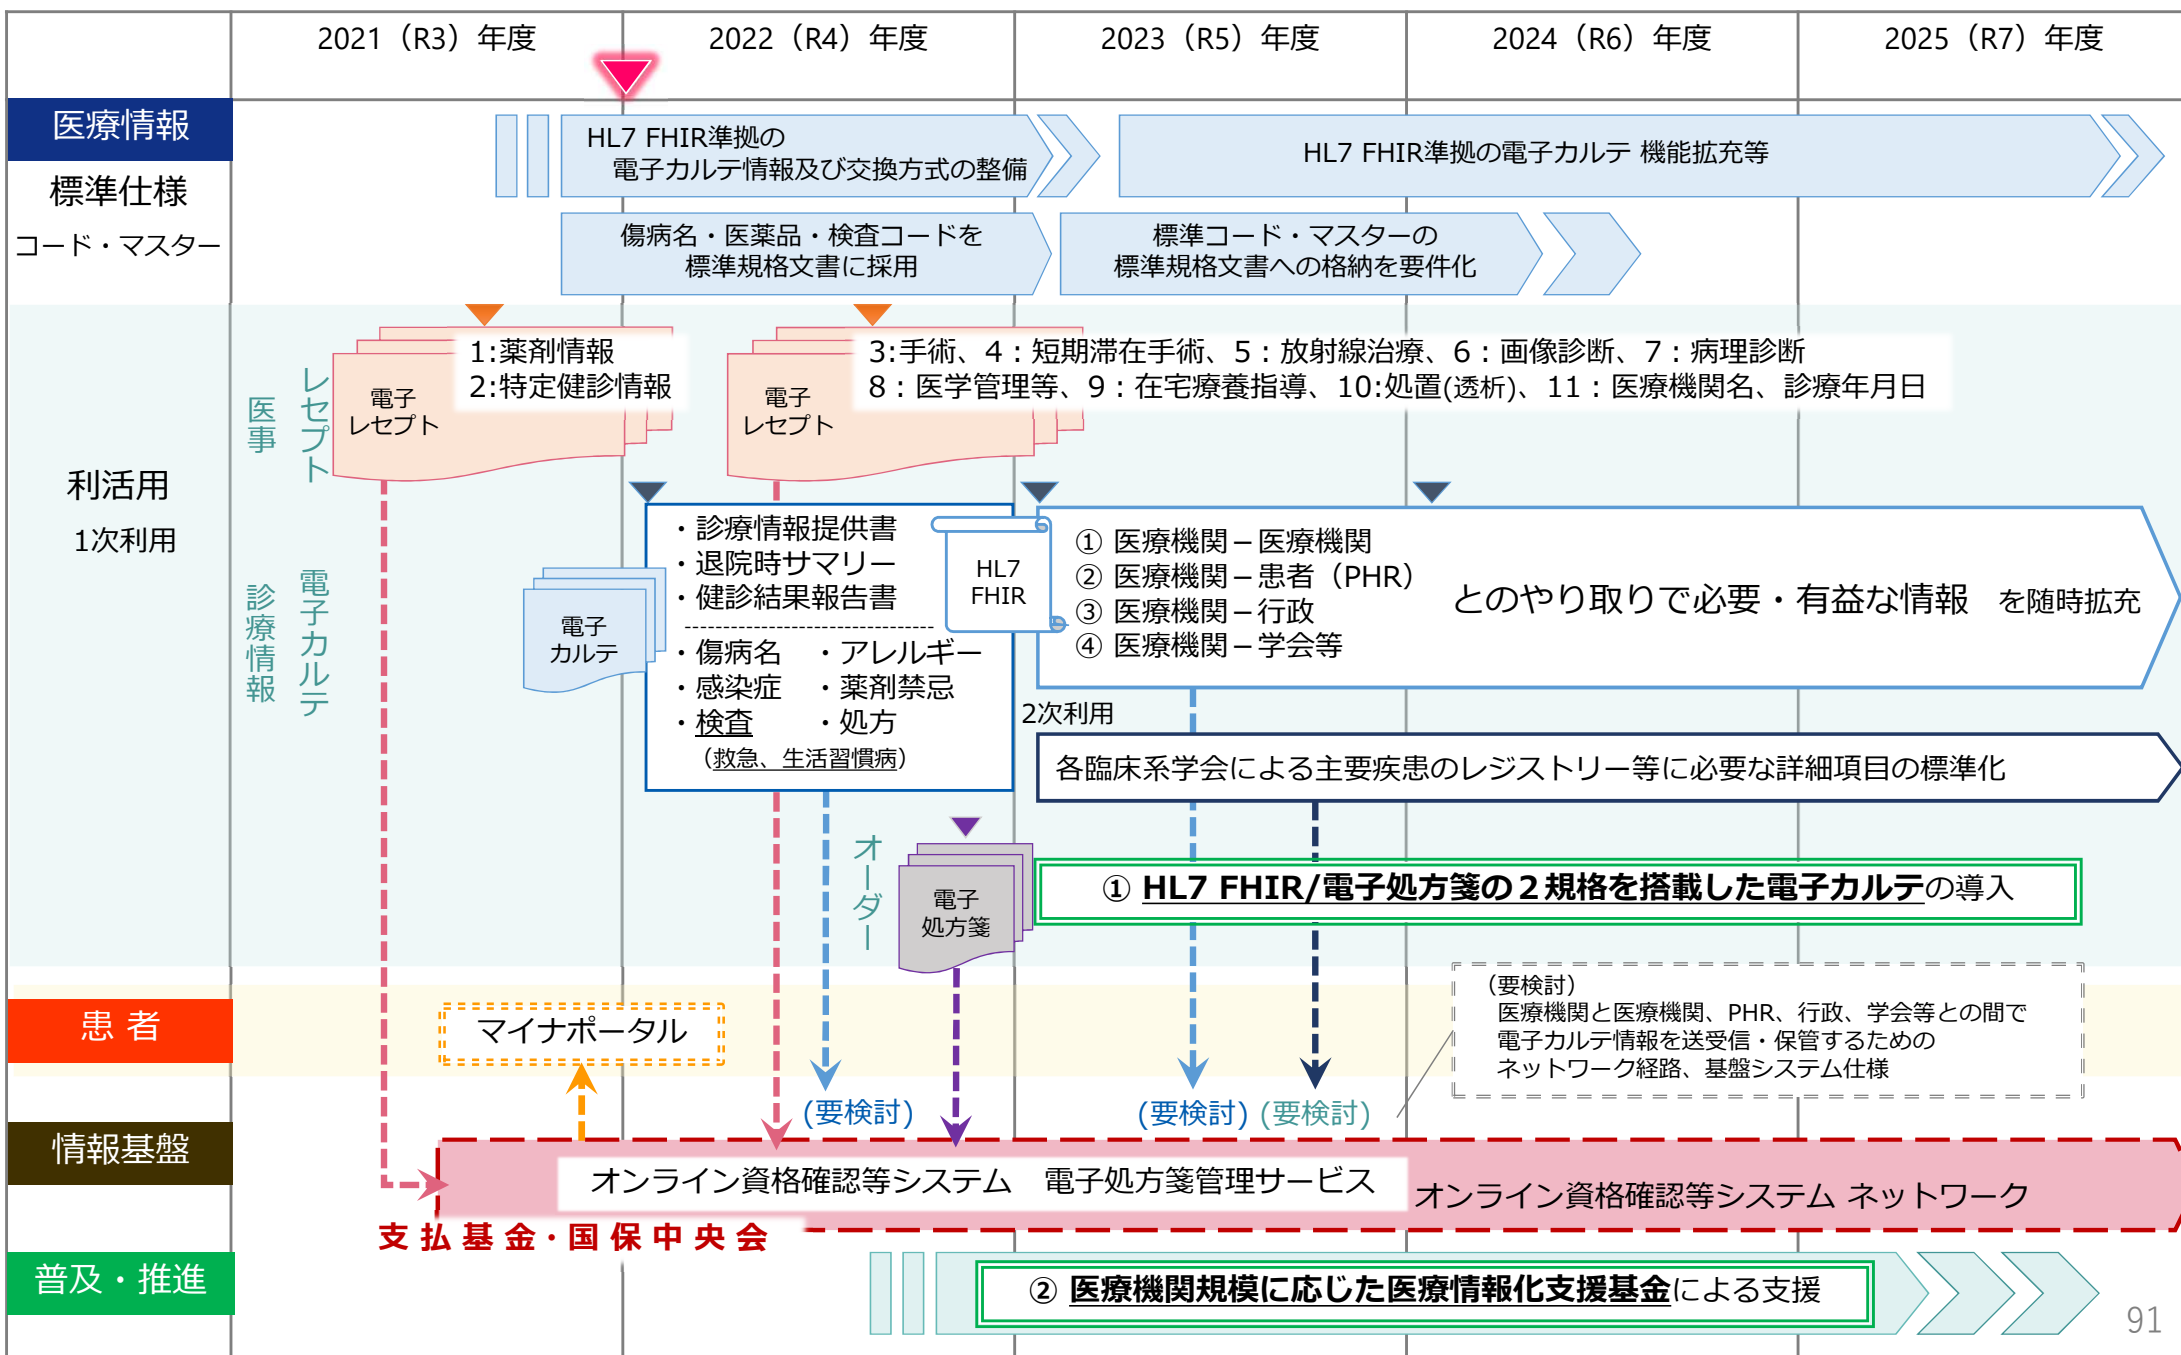 2021（R3）年度
2022（R4）年度
2023（R5）年度
2024（R6）年度
2025（R7）年度
医療情報
標準仕様
コード・マスター
HL7 FHIR準拠の
電子カルテ情報及び交換方式の整備
HL7 FHIR準拠の電子カルテ 機能拡充等
傷病名・医薬品・検査コードを
標準規格文書に採用
標準コード・マスターの
標準規格文書への格納を要件化
利活用
1次利用
医事
レセプト
電子
レセプト
1:薬剤情報
2:特定健診情報
電子
レセプト
3:手術、4：短期滞在手術、5：放射線治療、6：画像診断、7：病理診断
8：医学管理等、9：在宅療養指導、10:処置(透析)、11：医療機関名、診療年月日
診療情報
電子カルテ
電子
カルテ
・診療情報提供書
・退院時サマリー
・健診結果報告書
・傷病名　・アレルギー
・感染症　・薬剤禁忌
・検査　・処方
（救急、生活習慣病）
HL7
FHIR
① 医療機関－医療機関
② 医療機関－患者（PHR）
③ 医療機関－行政
④ 医療機関－学会等
とのやり取りで必要・有益な情報　を随時拡充
2次利用
各臨床系学会による主要疾患のレジストリー等に必要な詳細項目の標準化
オーダー
電子
処方箋
① HL7 FHIR/電子処方箋の２規格を搭載した電子カルテの導入
患 者
マイナポータル
（要検討）
医療機関と医療機関、PHR、行政、学会等との間で
電子カルテ情報を送受信・保管するための
ネットワーク経路、基盤システム仕様
(要検討)
(要検討)
(要検討)
情報基盤
オンライン資格確認等システム　電子処方箋管理サービス
オンライン資格確認等システム ネットワーク
支払基金・国保中央会
普及・推進
② 医療機関規模に応じた医療情報化支援基金による支援
91